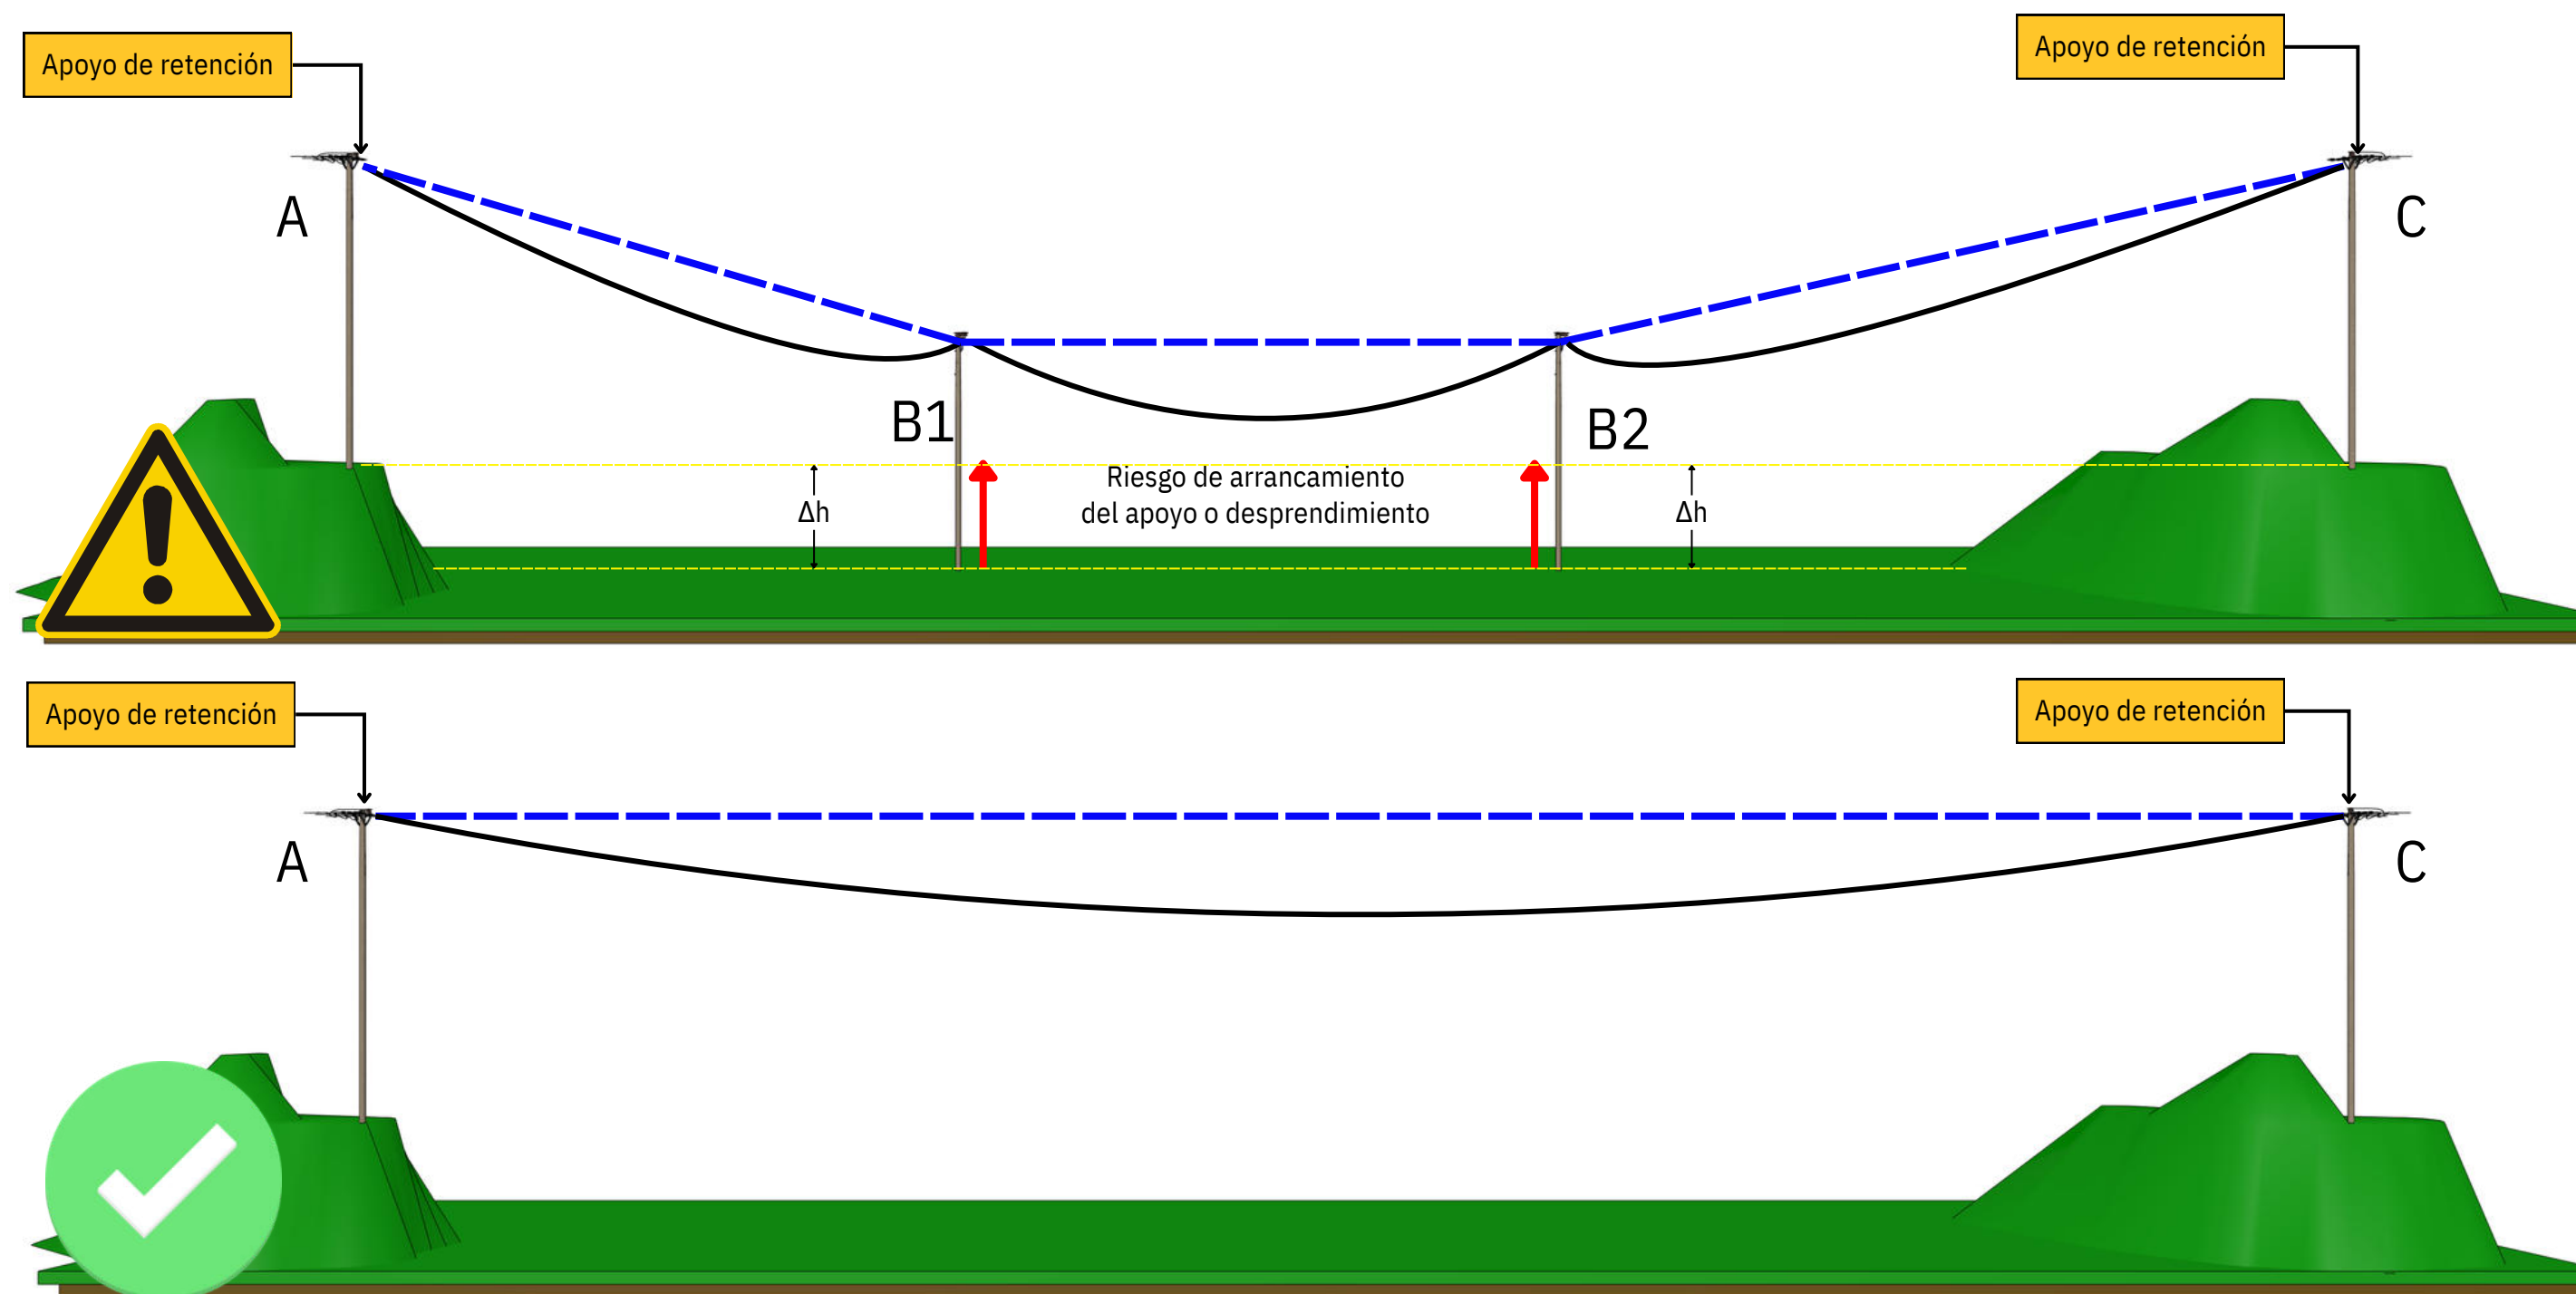 Apoyo de retención
Apoyo de retención
A
C
B1
B2
Riesgo de arrancamiento
del apoyo o desprendimiento
Δh
Δh
Apoyo de retención
Apoyo de retención
A
C